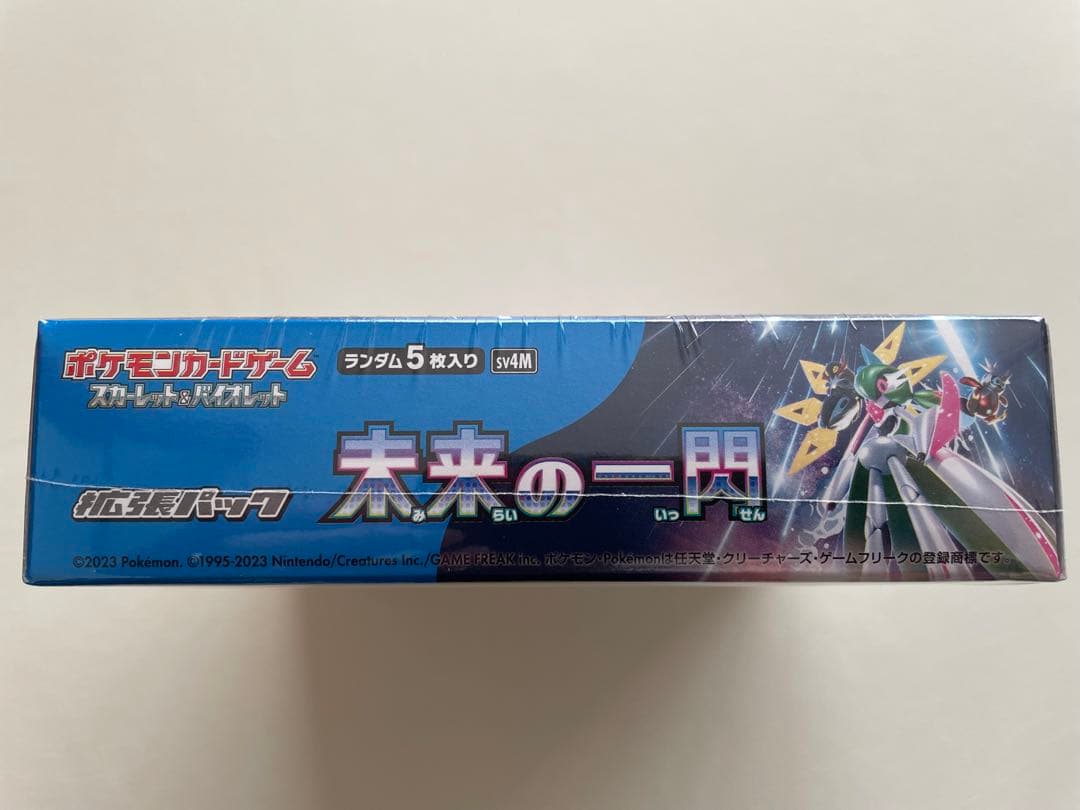 ポケモンカードゲーム™
スカーレット&バイオレット
ランダム5枚入り sv4M
拡張パック
未来の一閃
みらい いっせん
©2023 Pokémon. ©1995-2023 Nintendo/Creatures Inc./GAME FREAK inc. ポケモン・Pokémonは任天堂・クリーチャーズ・ゲームフリークの登録商標です。